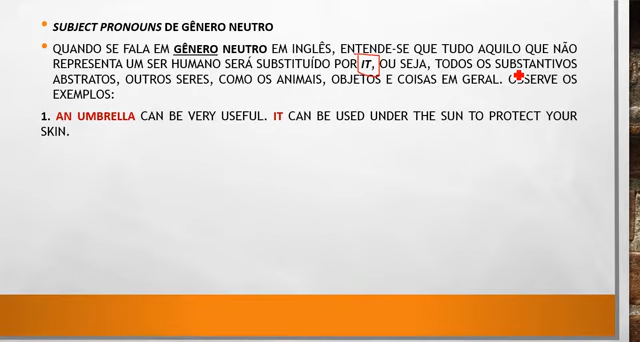 SUBJECT PRONOUNS DE GÊNERO NEUTRO
QUANDO SE FALA EM GÊNERO NEUTRO EM INGLÊS, ENTENDE-SE QUE TUDO AQUILO QUE NÃO
REPRESENTA UM SER HUMANO SERÁ SUBSTITUÍDO POR IT, OU SEJA, TODOS OS SUBSTANTIVOS
ABSTRATOS, OUTROS SERES, COMO OS ANIMAIS, OBJETOS E COISAS EM GERAL. OBSERVE OS
EXEMPLOS:
1. AN UMBRELLA CAN BE VERY USEFUL. IT CAN BE USED UNDER THE SUN TO PROTECT YOUR
SKIN.